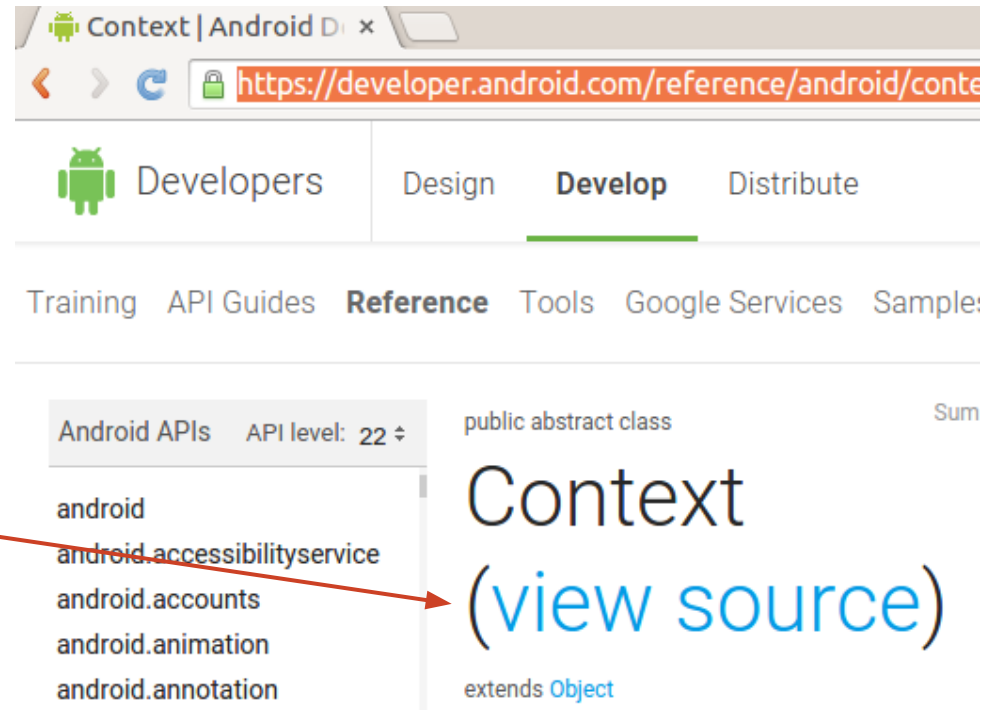 Context | Android D
https://developer.android.com/reference/android/conte
Developers
Design Develop Distribute
Training API Guides Reference Tools Google Services Samples
Android APIs API level: 22
android
android.accessibilityservice
android.accounts
android.animation
android.annotation
public abstract class
Sum
Context
(view source)
extends Object